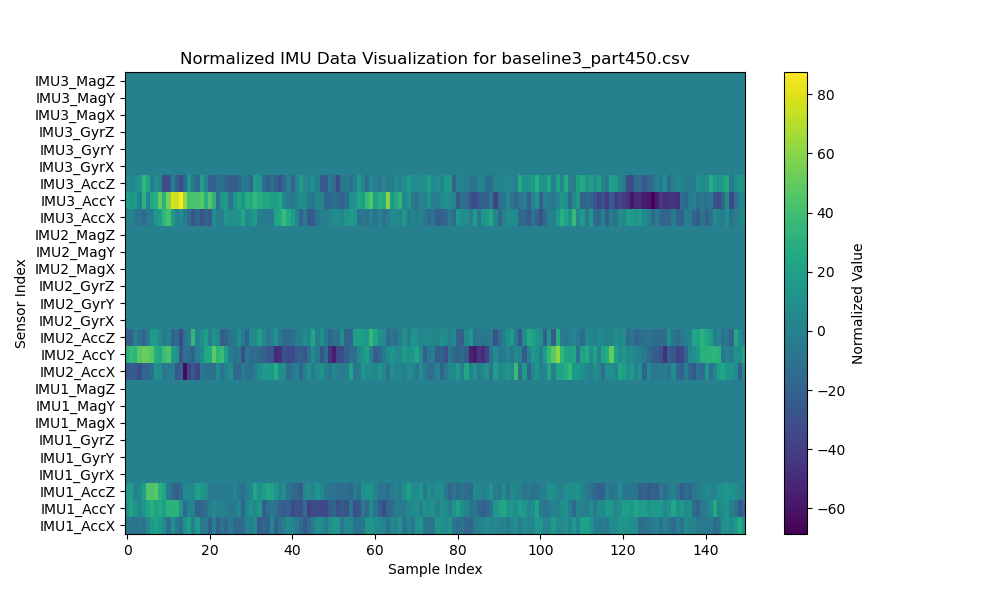 Normalized IMU Data Visualization for baseline3_part450.csv
IMU3_MagZ
IMU3_MagY
IMU3_MagX
IMU3_GyrZ
IMU3_GyrY
IMU3_GyrX
IMU3_AccZ
IMU3_AccY
IMU3_AccX
IMU2_MagZ
IMU2_MagY
IMU2_MagX
IMU2_GyrZ
IMU2_GyrY
IMU2_GyrX
IMU2_AccZ
IMU2_AccY
IMU2_AccX
IMU1_MagZ
IMU1_MagY
IMU1_MagX
IMU1_GyrZ
IMU1_GyrY
IMU1_GyrX
IMU1_AccZ
IMU1_AccY
IMU1_AccX
Sensor Index
0 20 40 60 80 100 120 140
Sample Index
80
60
40
20
0
−20
−40
−60
Normalized Value